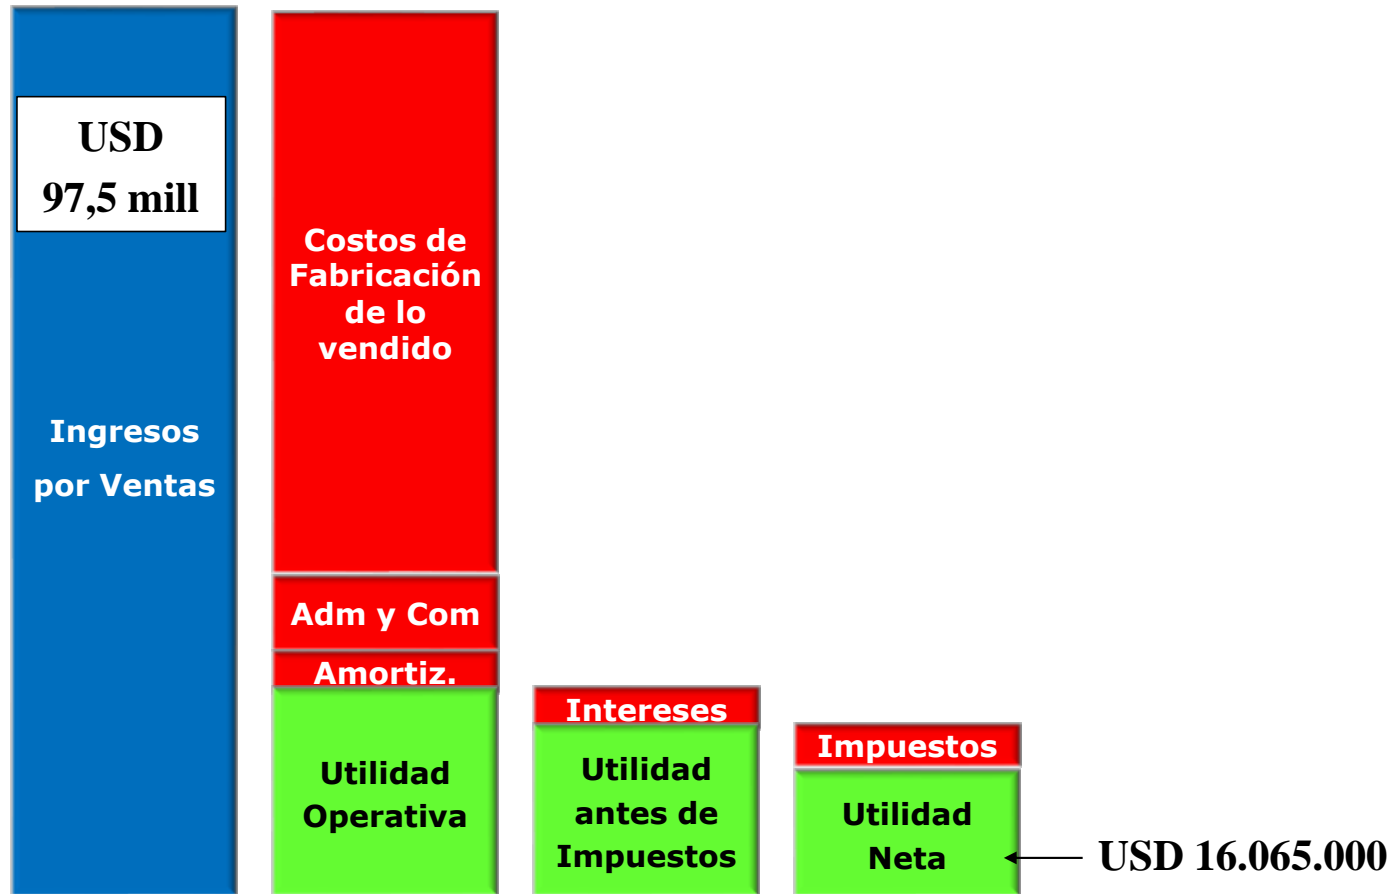 USD
97,5 mill
Ingresos
por Ventas
Costos de
Fabricación
de lo
vendido
Adm y Com
Amortiz.
Utilidad
Operativa
Intereses
Utilidad
antes de
Impuestos
Impuestos
Utilidad
Neta
USD 16.065.000